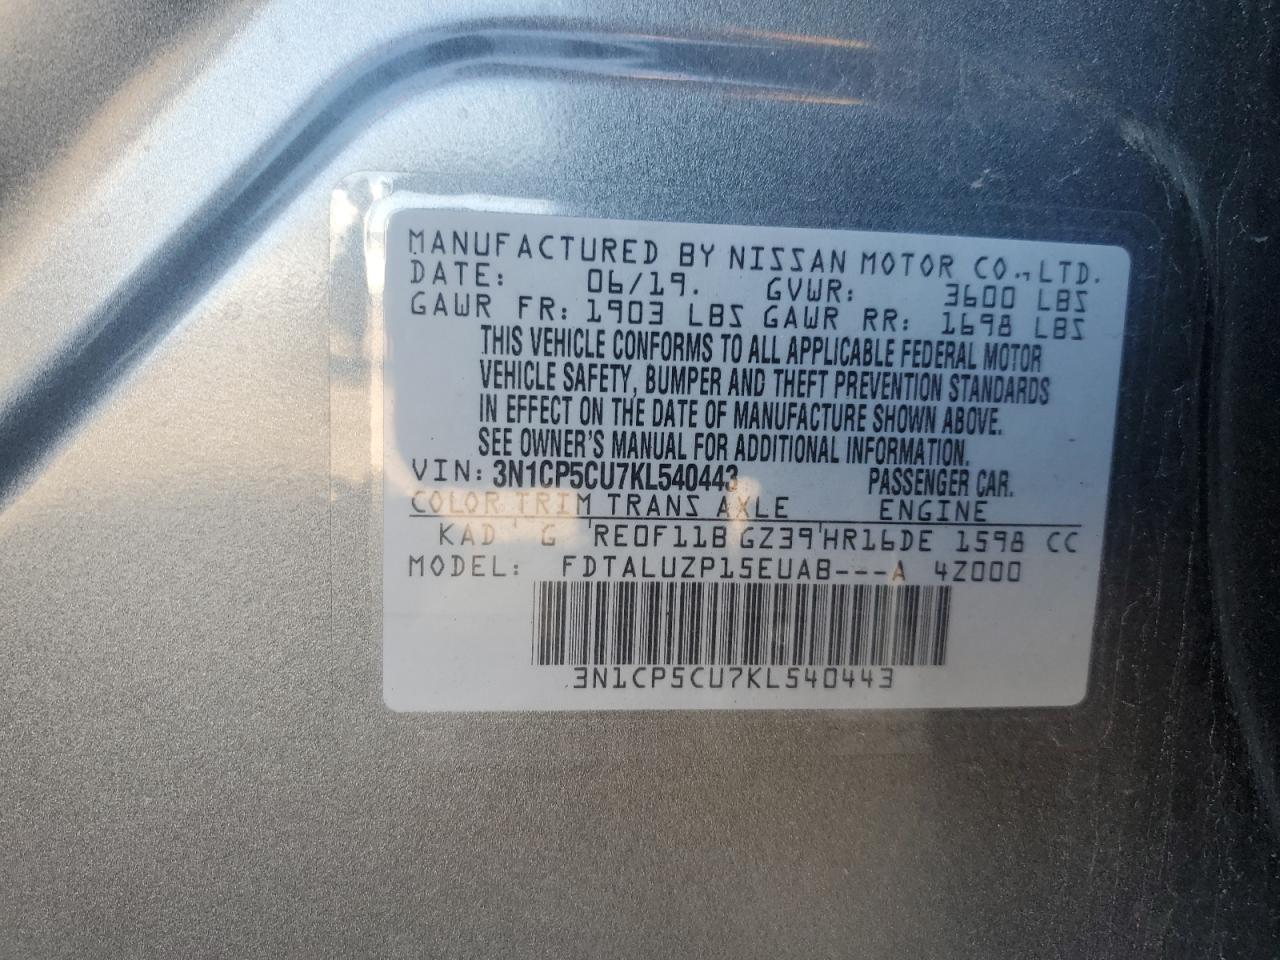 MANUFACTURED BY NISSAN MOTOR CO.,LTD.
DATE: 06/19. GVWR: 3600 LBS
GAWR FR: 1903 LBS GAWR RR: 1698 LBS
THIS VEHICLE CONFORMS TO ALL APPLICABLE FEDERAL MOTOR
VEHICLE SAFETY, BUMPER AND THEFT PREVENTION STANDARDS
IN EFFECT ON THE DATE OF MANUFACTURE SHOWN ABOVE.
SEE OWNER'S MANUAL FOR ADDITIONAL INFORMATION.
VIN: 3N1CP5CU7KL540443 PASSENGER CAR.
COLOR TRIM TRANS AXLE ENGINE
KAD ' G ' RE0F11B GZ39'HR16DE 1598 CC
MODEL: FDTALUZP15EUAB---A 4Z000
3N1CP5CU7KL540443